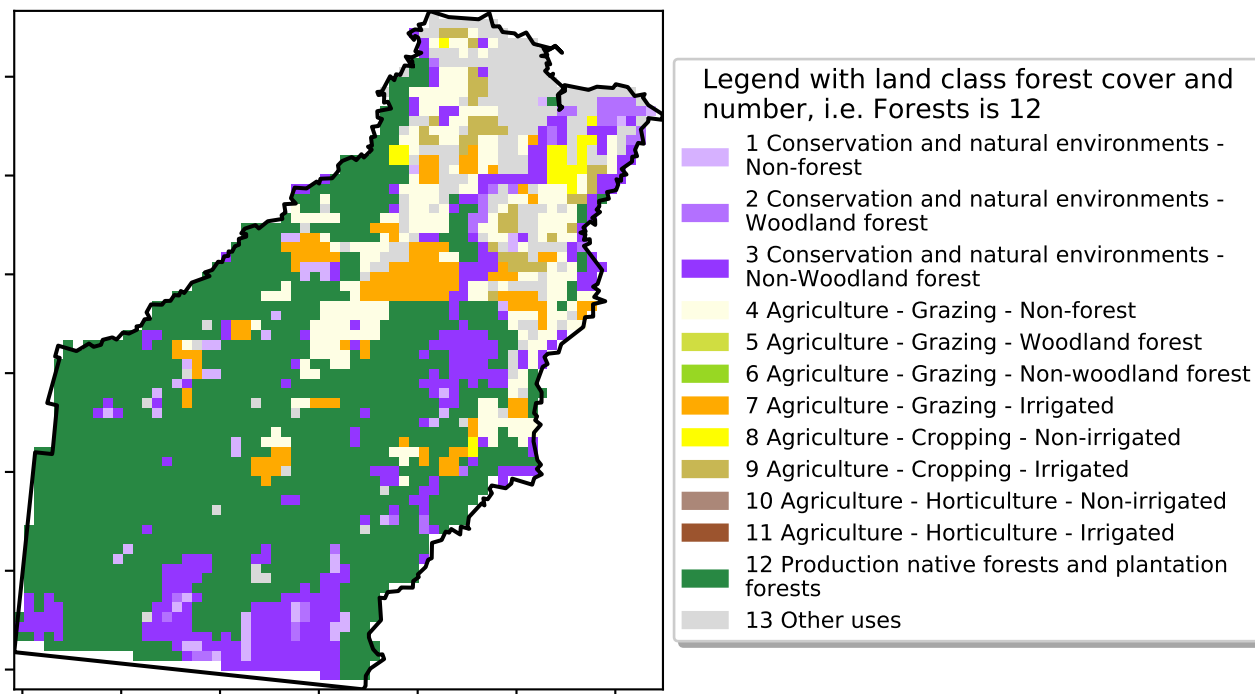 Legend with land class forest cover and
number, i.e. Forests is 12
1 Conservation and natural environments -
Non-forest
2 Conservation and natural environments -
Woodland forest
3 Conservation and natural environments -
Non-Woodland forest
4 Agriculture - Grazing - Non-forest
5 Agriculture - Grazing - Woodland forest
6 Agriculture - Grazing - Non-woodland forest
7 Agriculture - Grazing - Irrigated
8 Agriculture - Cropping - Non-irrigated
9 Agriculture - Cropping - Irrigated
10 Agriculture - Horticulture - Non-irrigated
11 Agriculture - Horticulture - Irrigated
12 Production native forests and plantation
forests
13 Other uses